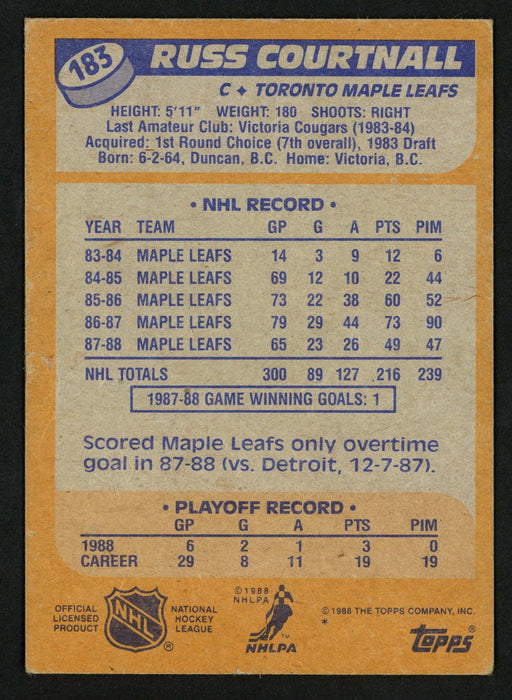 183
RUSS COURTNALL
C ✦ TORONTO MAPLE LEAFS
HEIGHT: 5'11" WEIGHT: 180 SHOOTS: RIGHT
Last Amateur Club: Victoria Cougars (1983-84)
Acquired: 1st Round Choice (7th overall), 1983 Draft
Born: 6-2-64, Duncan, B.C. Home: Victoria, B.C.
• NHL RECORD •
YEAR TEAM GP G A PTS PIM
83-84 MAPLE LEAFS 14 3 9 12 6
84-85 MAPLE LEAFS 69 12 10 22 44
85-86 MAPLE LEAFS 73 22 38 60 52
86-87 MAPLE LEAFS 79 29 44 73 90
87-88 MAPLE LEAFS 65 23 26 49 47
NHL TOTALS 300 89 127 216 239
1987-88 GAME WINNING GOALS: 1
Scored Maple Leafs only overtime
goal in 87-88 (vs. Detroit, 12-7-87).
• PLAYOFF RECORD •
GP G A PTS PIM
1988 6 2 1 3 0
CAREER 29 8 11 19 19
OFFICIAL
LICENSED
PRODUCT
NHL
®
NATIONAL
HOCKEY
LEAGUE
© 1988
NHLPA
TM
NHLPA
© 1988 THE TOPPS COMPANY, INC.
*
topps®